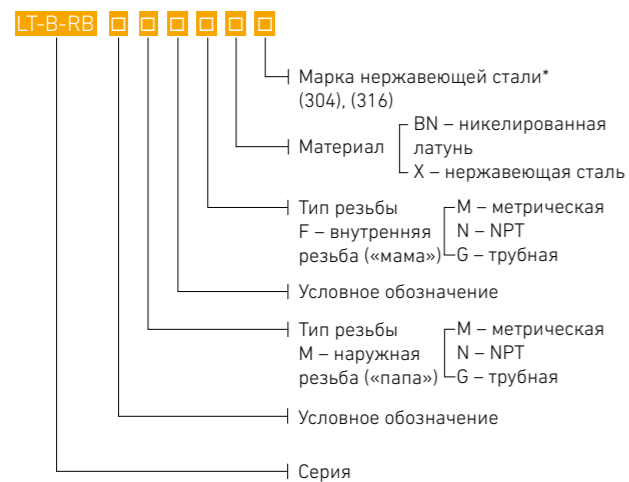 LT-B-RB
Марка нержавеющей стали*
(304), (316)
Материал
BN – никелированная
латунь
X – нержавеющая сталь
Тип резьбы
F – внутренняя
резьба («мама»)
M – метрическая
N – NPT
G – трубная
Условное обозначение
Тип резьбы
M – наружная
резьба («папа»)
M – метрическая
N – NPT
G – трубная
Условное обозначение
Серия